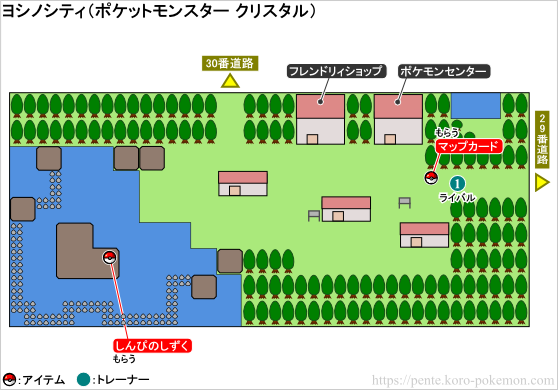 ヨシノシティ(ポケットモンスター クリスタル)
30番道路
フレンドリィショップ
ポケモンセンター
29番道路
もらう
マップカード
1
ライバル
しんぴのしずく
もらう
:アイテム
:トレーナー
https://pente.koro-pokemon.com/